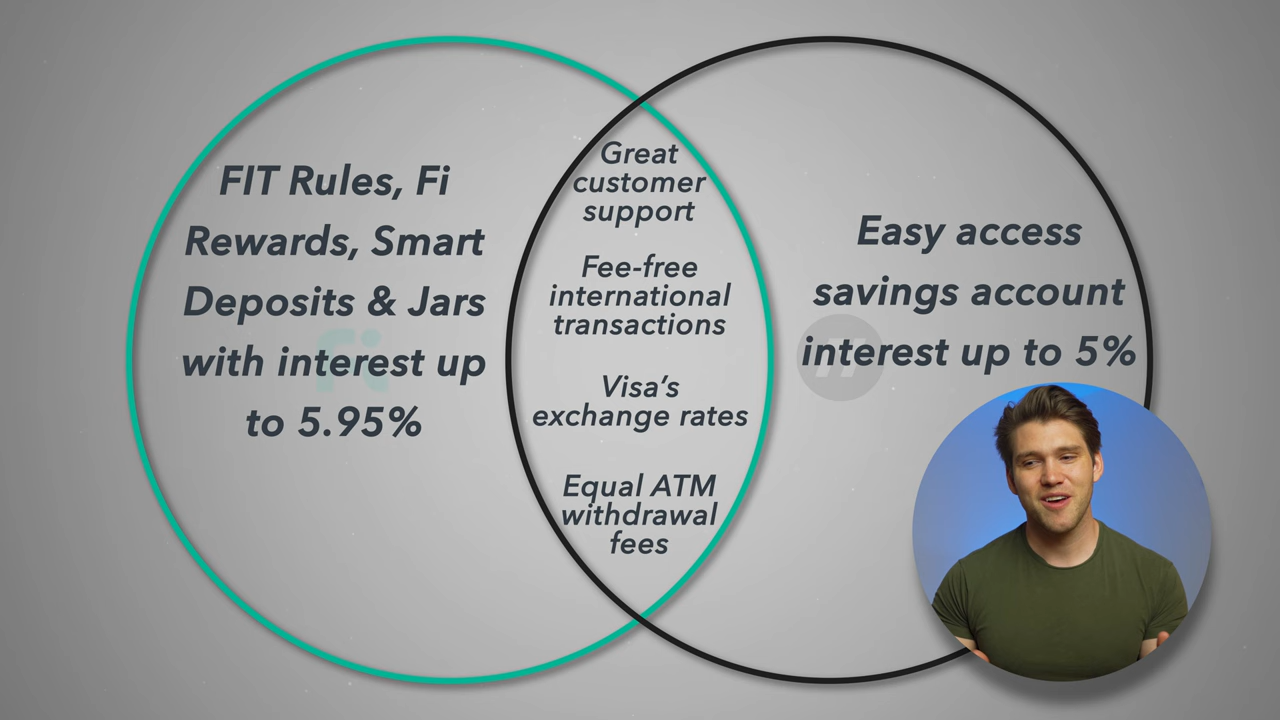 FIT Rules, Fi
Rewards, Smart
Deposits & Jars
with interest up
to 5.95%
Great
customer
support
Fee-free
international
transactions
Visa's
exchange rates
Equal ATM
withdrawal
fees
Easy access
savings account
interest up to 5%
Fi